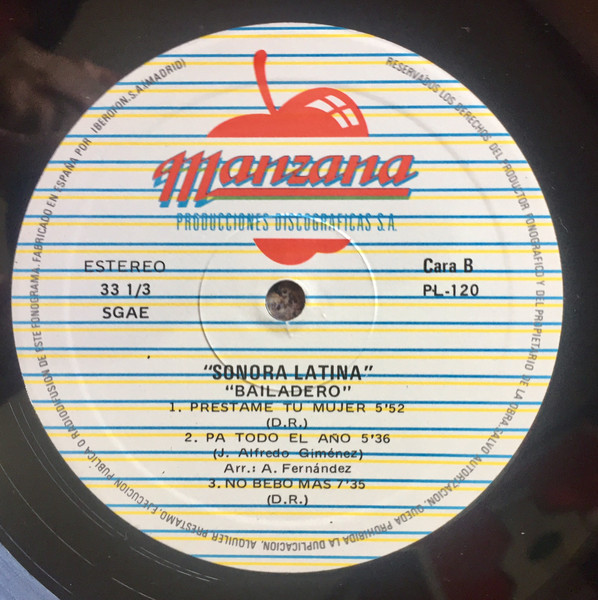 Manzana
PRODUCCIONES DISCOGRAFICAS S.A.
ESTEREO
33 1/3
SGAE
Cara B
PL-120
"SONORA LATINA"
"BAILADERO"
1. PRESTAME TU MUJER 5'52
(D.R.)
2. PA TODO EL AÑO 5'36
(J. Alfredo Giménez)
Arr.: A. Fernández
3. NO BEBO MAS 7'35
(D.R.)
RESERVADOS LOS DERECHOS DEL PRODUCTOR FONOGRAFICO Y DEL PROPIETARIO DE LA OBRA. SALVO AUTORIZACION, QUEDA PROHIBIDA LA DUPLICACION, ALQUILER, PRESTAMO, EJECUCION PUBLICA O RADIODIFUSION DE ESTE FONOGRAMA. FABRICADO EN ESPAÑA POR IBEROFON, S.A. (MADRID)